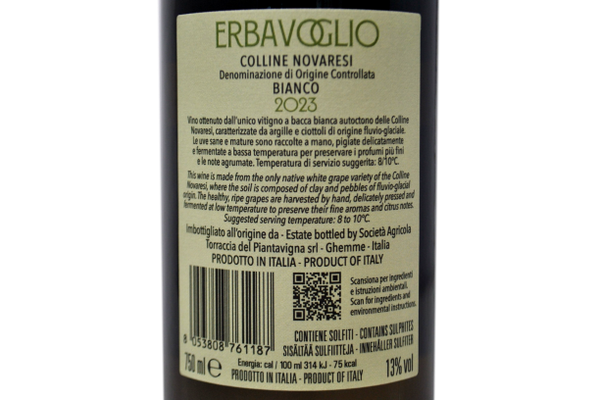 ERBAVOGLIO
COLLINE NOVARESI
Denominazione di Origine Controllata
BIANCO
2023
Vino ottenuto dall'unico vitigno a bacca bianca autoctono delle Colline
Novaresi, caratterizzate da argille e ciottoli di origine fluvio-glaciale.
Le uve sane e mature sono raccolte a mano, pigiate delicatamente
e fermentate a bassa temperatura per preservare i profumi più fini
e le note agrumate. Temperatura di servizio suggerita: 8/10°C.
This wine is made from the only native white grape variety of the Colline
Novaresi, where the soil is composed of clay and pebbles of fluvial-glacial
origin. The healthy, ripe grapes are harvested by hand, delicately pressed and
fermented at low temperature to preserve their fine aromas and citrus notes.
Suggested serving temperature: 8 to 10°C.
imbottigliato all'origine da - Estate bottled by Società Agricola
Torraccia del Piantavigna srl - Ghemme - Italia
PRODOTTO IN ITALIA - PRODUCT OF ITALY
Scansiona per ingredienti
e istruzioni ambientali.
Scan for ingredients and
environmental instructions.
8 053808 761187
CONTIENE SOLFITI - CONTAINS SULPHITES
SISÄLTÄÄ SULFIITTEJA - INNEHÅLLER SULFITER
750 ml e
Energia: cal / 100 ml 314 kJ - 75 kcal
13% vol
PRODOTTO IN ITALIA - PRODUCT OF ITALY